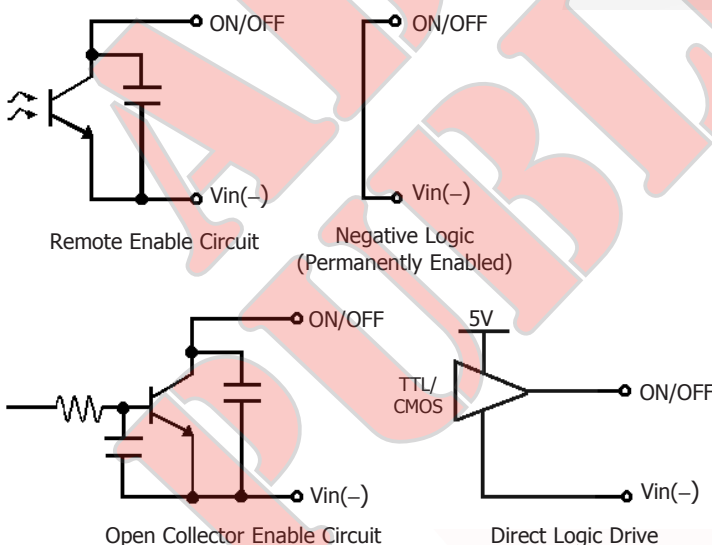 ON/OFF
Vin(–)
Remote Enable Circuit
ON/OFF
Vin(–)
Negative Logic
(Permanently Enabled)
ON/OFF
Vin(–)
Open Collector Enable Circuit
5V
TTL/
CMOS
ON/OFF
Vin(–)
Direct Logic Drive